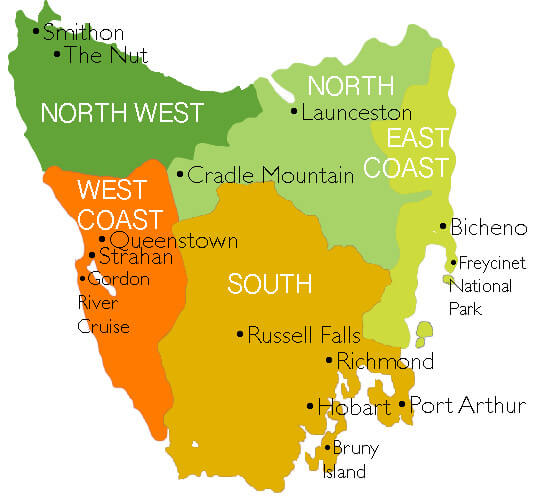 Smithon
The Nut
NORTH WEST
NORTH
Launceston
EAST
COAST
Cradle Mountain
WEST
COAST
Queenstown
Strahan
Gordon
River
Cruise
Bicheno
Freycinet
National
Park
SOUTH
Russell Falls
Richmond
Hobart
Port Arthur
Bruny
Island